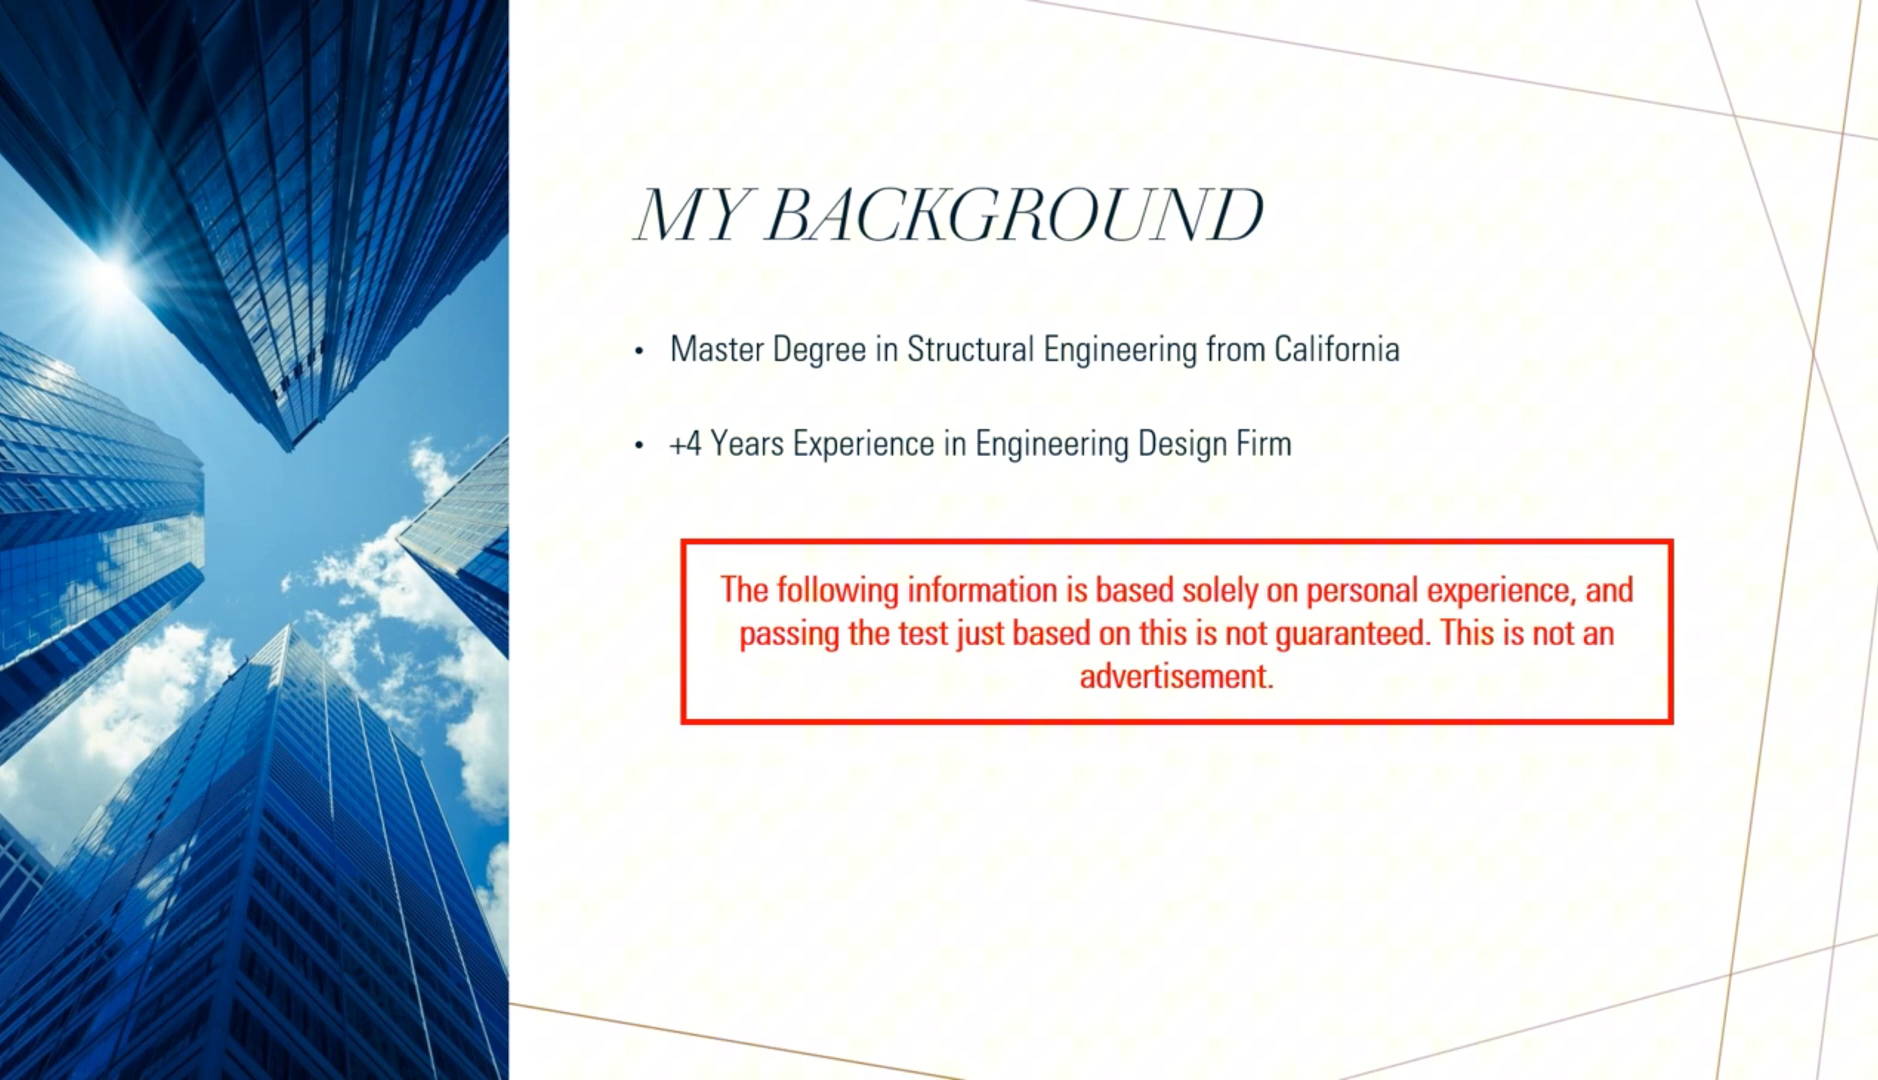 MY BACKGROUND
• Master Degree in Structural Engineering from California
• +4 Years Experience in Engineering Design Firm
The following information is based solely on personal experience, and
passing the test just based on this is not guaranteed. This is not an
advertisement.